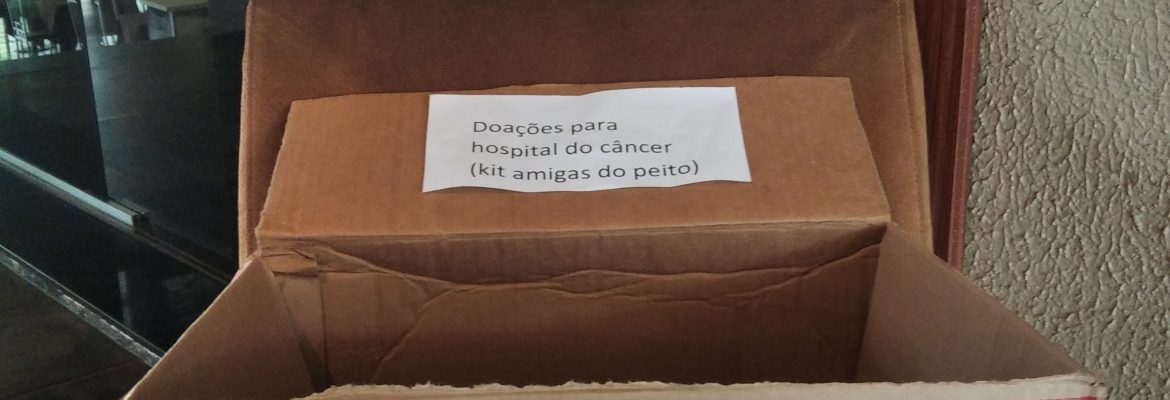 Doações para
hospital do câncer
(kit amigas do peito)